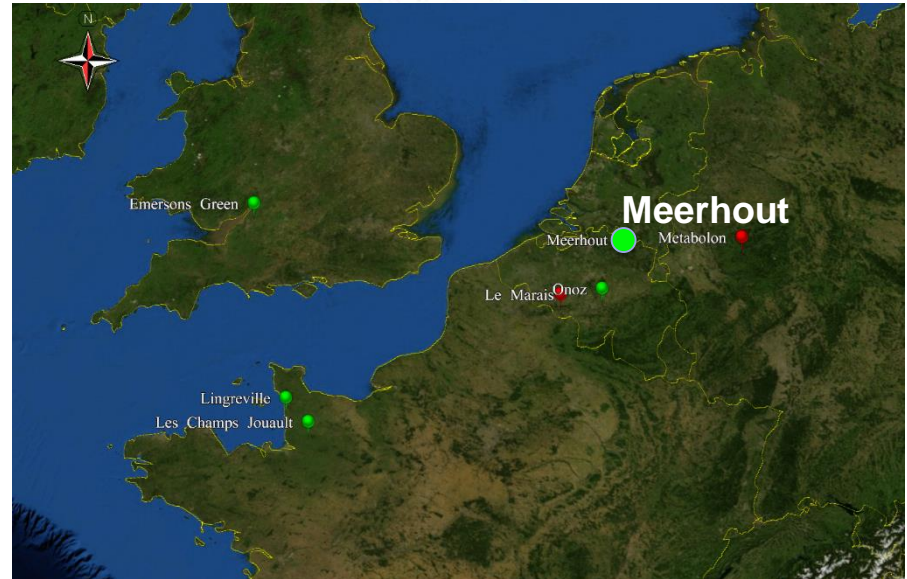 N
Emersons Green
Meerhout
Meerhout
Metabolon
Le Marais
Onoz
Lingreville
Les Champs Jouault